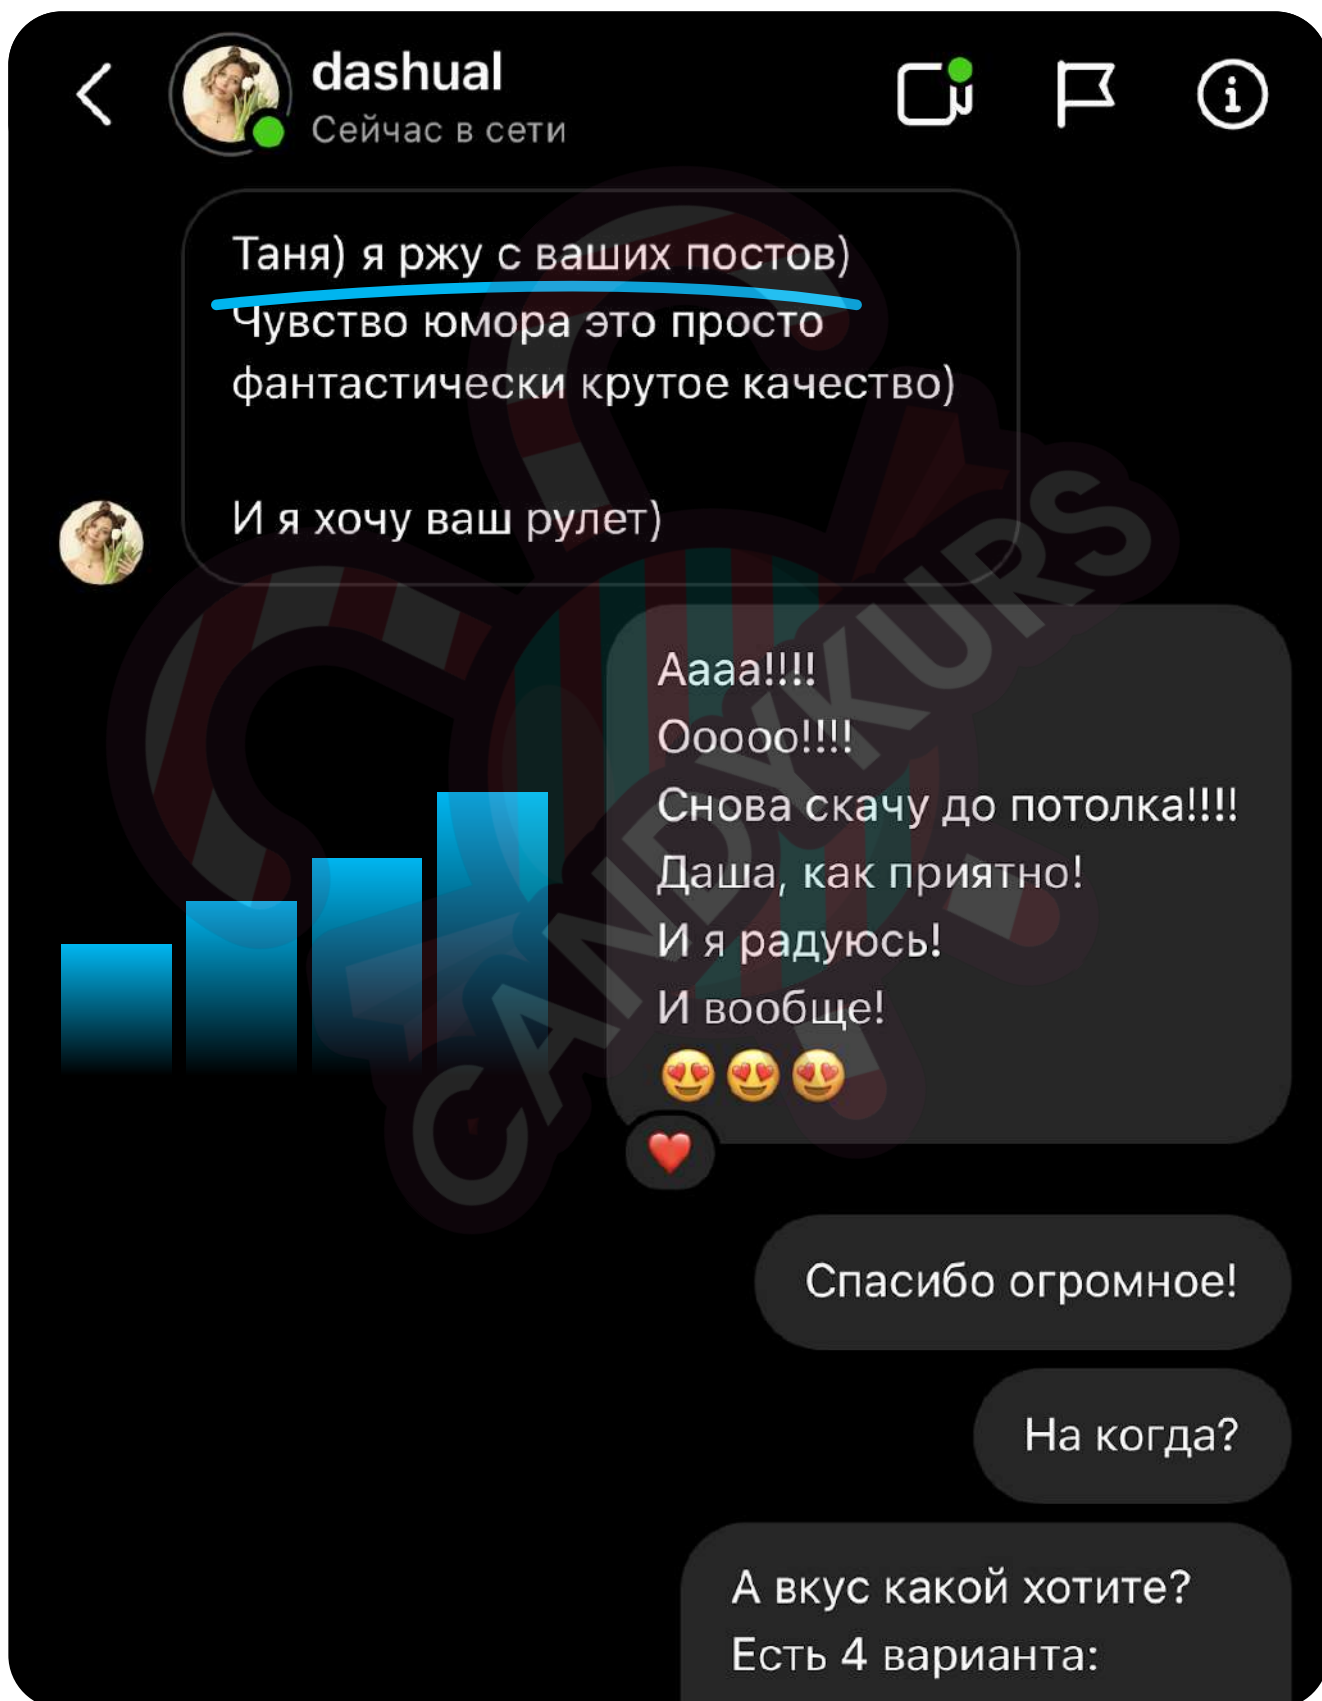 dashual
Сейчас в сети
Таня) я ржу с ваших постов)
Чувство юмора это просто
фантастически крутое качество)
И я хочу ваш рулет)
Аааа!!!!
Ооооо!!!!
Снова скачу до потолка!!!!
Даша, как приятно!
И я радуюсь!
И вообще!
😍😍😍
❤️
Спасибо огромное!
На когда?
А вкус какой хотите?
Есть 4 варианта:
CANDYKURS